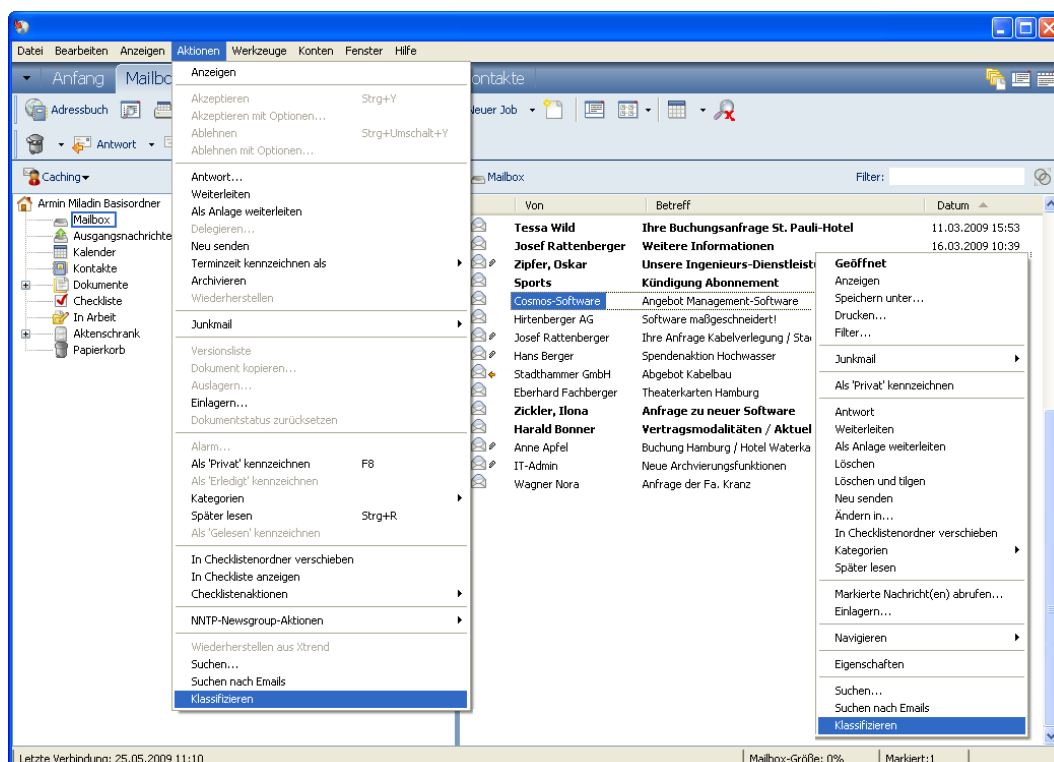 Datei Bearbeiten Anzeigen Aktionen Werkzeuge Konten Fenster Hilfe
Anfang Mailbo ontakte
Adressbuch Neuer Job
Antwort
Caching Mailbox Filter:
Armin Miladin Basisordner
Mailbox
Ausgangsnachrichte
Kalender
Kontakte
Dokumente
Checkliste
In Arbeit
Aktenschrank
Papierkorb
Anzeigen
Akzeptieren Strg+Y
Akzeptieren mit Optionen...
Ablehnen Strg+Umschalt+Y
Ablehnen mit Optionen...
Antwort...
Weiterleiten
Als Anlage weiterleiten
Delegieren...
Neu senden
Terminzeit kennzeichnen als
Archivieren
Wiederherstellen
Junkmail
Versionsliste
Dokument kopieren...
Auslagern...
Einlagern...
Dokumentstatus zurücksetzen
Alarm...
Als 'Privat' kennzeichnen F8
Als 'Erledigt' kennzeichnen
Kategorien
Später lesen Strg+R
Als 'Gelesen' kennzeichnen
In Checklistenordner verschieben
In Checkliste anzeigen
Checklistenaktionen
NNTP-Newsgroup-Aktionen
Wiederherstellen aus Xtrend
Suchen...
Suchen nach Emails
Klassifizieren
Von Betreff Datum
Tessa Wild Ihre Buchungsanfrage St. Pauli-Hotel 11.03.2009 15:53
Josef Rattenberger Weitere Informationen 16.03.2009 10:39
Zipfer, Oskar Unsere Ingenieurs-Dienstleist
Sports Kündigung Abonnement
Cosmos-Software Angebot Management-Software
Hirtenberger AG Software maßgeschneidert!
Josef Rattenberger Ihre Anfrage Kabelverlegung / Sta
Hans Berger Spendenaktion Hochwasser
Stadthammer GmbH Abgebot Kabelbau
Eberhard Fachberger Theaterkarten Hamburg
Zickler, Ilona Anfrage zu neuer Software
Harald Bonner Vertragsmodalitäten / Aktuel
Anne Apfel Buchung Hamburg / Hotel Waterka
IT-Admin Neue Archvierungsfunktionen
Wagner Nora Anfrage der Fa. Kranz
Geöffnet
Anzeigen
Speichern unter...
Drucken...
Filter...
Junkmail
Als 'Privat' kennzeichnen
Antwort
Weiterleiten
Als Anlage weiterleiten
Löschen
Löschen und tilgen
Neu senden
Ändern in...
In Checklistenordner verschieben
Kategorien
Später lesen
Markierte Nachricht(en) abrufen...
Einlagern...
Navigieren
Eigenschaften
Suchen...
Suchen nach Emails
Klassifizieren
Letzte Verbindung: 25.05.2009 11:10 Mailbox-Größe: 0% Markiert:1